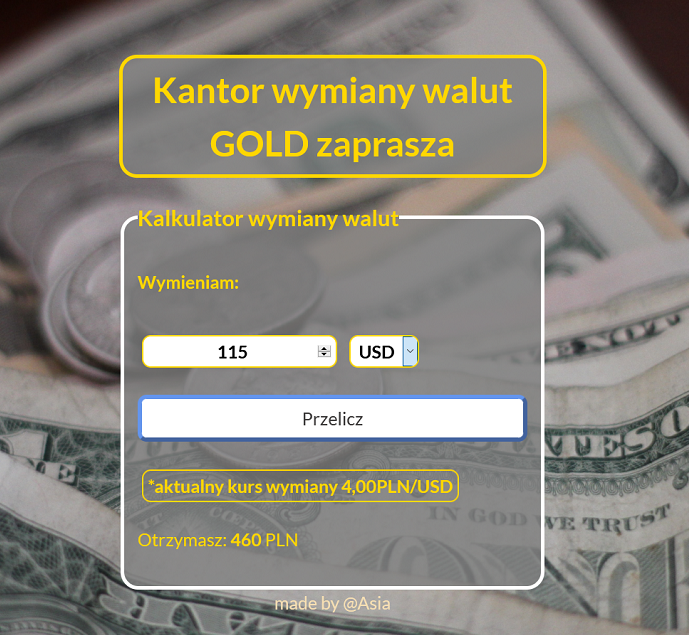 Kantor wymiany walut
GOLD zaprasza
Kalkulator wymiany walut
Wymieniam:
115 USD
Przelicz
*aktualny kurs wymiany 4,00PLN/USD
IN GOD WE TRUST
Otrzymasz: 460 PLN
made by @Asia